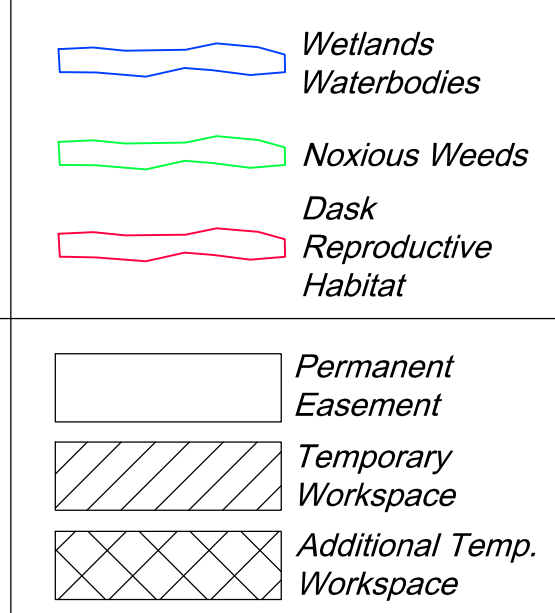 Wetlands
Waterbodies
Noxious Weeds
Dask
Reproductive
Habitat
Permanent
Easement
Temporary
Workspace
Additional Temp.
Workspace